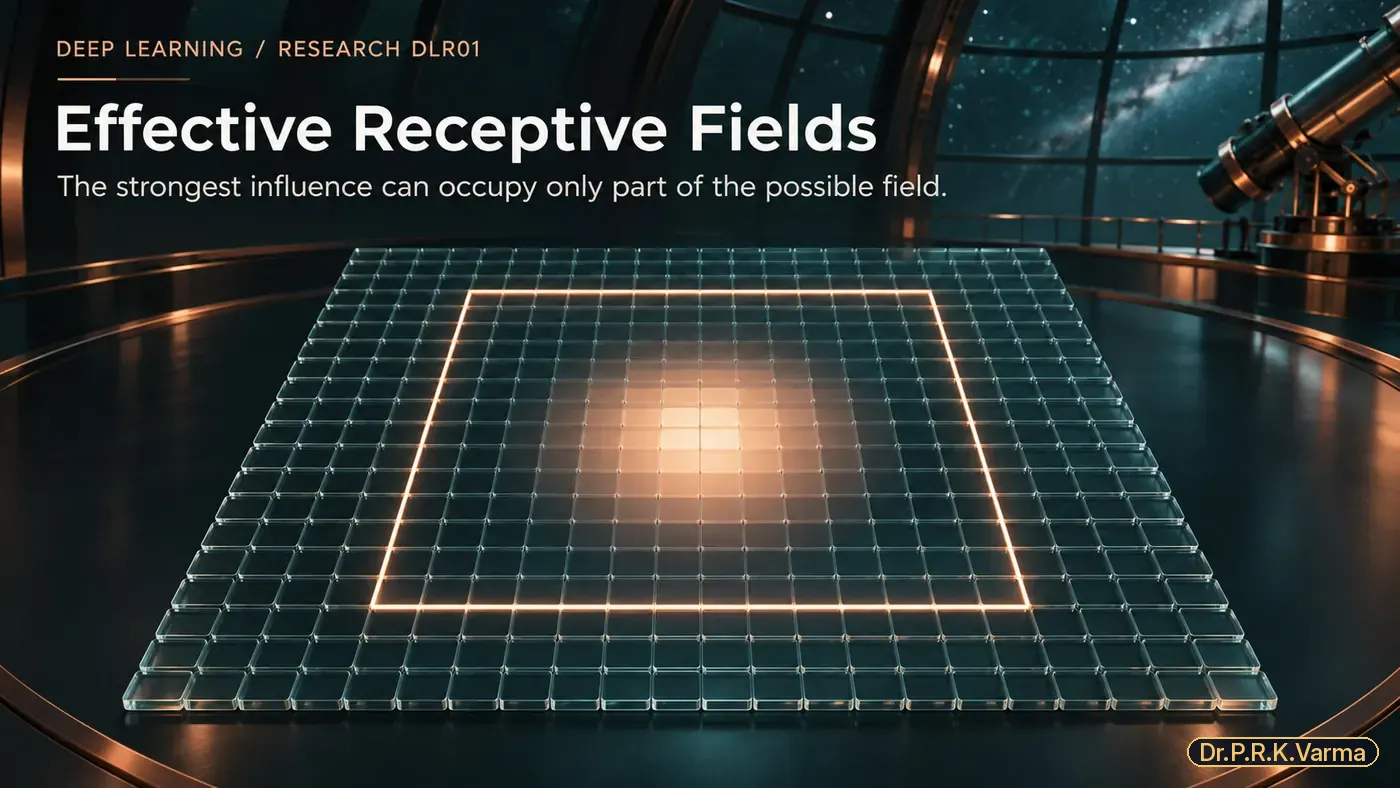 DEEP LEARNING / RESEARCH DLR01
Effective Receptive Fields
The strongest influence can occupy only part of the possible field.
Dr.P.R.K.Varma